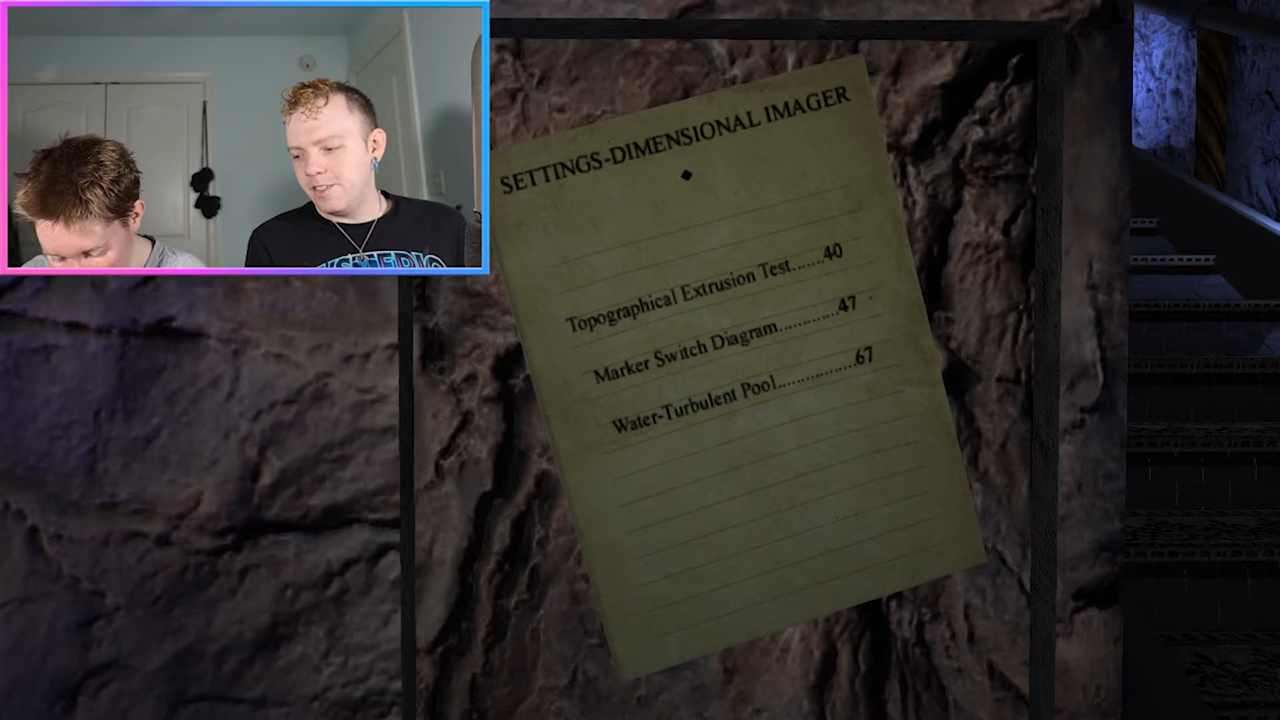 SETTINGS-DIMENSIONAL IMAGER
Topographical Extrusion Test.......40
Marker Switch Diagram.............47
Water-Turbulent Pool.................67